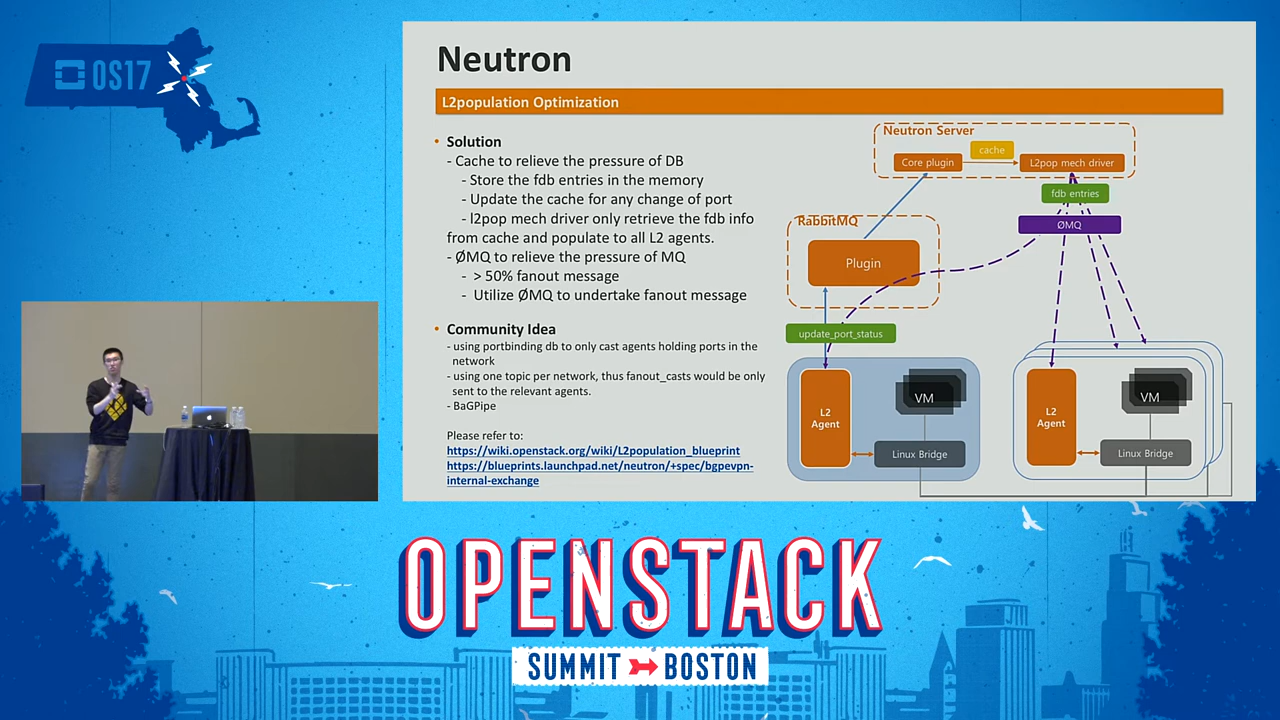 OS17
Neutron
L2population Optimization
• Solution
- Cache to relieve the pressure of DB
- Store the fdb entries in the memory
- Update the cache for any change of port
- l2pop mech driver only retrieve the fdb info
from cache and populate to all L2 agents.
- ØMQ to relieve the pressure of MQ
- > 50% fanout message
- Utilize ØMQ to undertake fanout message
• Community Idea
- using portbinding db to only cast agents holding ports in the
network
- using one topic per network, thus fanout_casts would be only
sent to the relevant agents.
- BaGPipe
Please refer to:
https://wiki.openstack.org/wiki/L2population_blueprint
https://blueprints.launchpad.net/neutron/+spec/bgpevpn-
internal-exchange
Neutron Server
cache
Core plugin
L2pop mech driver
fdb entries
ØMQ
RabbitMQ
Plugin
update_port_status
L2
Agent
VM
Linux Bridge
L2
Agent
VM
Linux Bridge
OPENSTACK
SUMMIT BOSTON